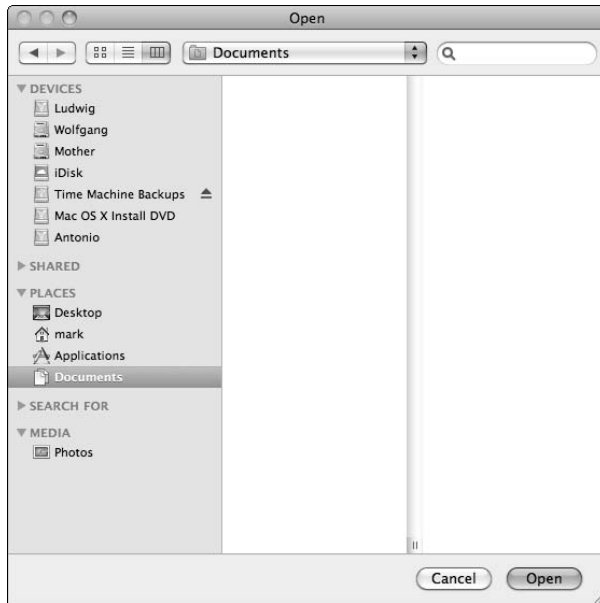 Open
Documents
DEVICES
Ludwig
Wolfgang
Mother
iDisk
Time Machine Backups
Mac OS X Install DVD
Antonio
SHARED
PLACES
Desktop
mark
Applications
Documents
SEARCH FOR
MEDIA
Photos
Cancel
Open